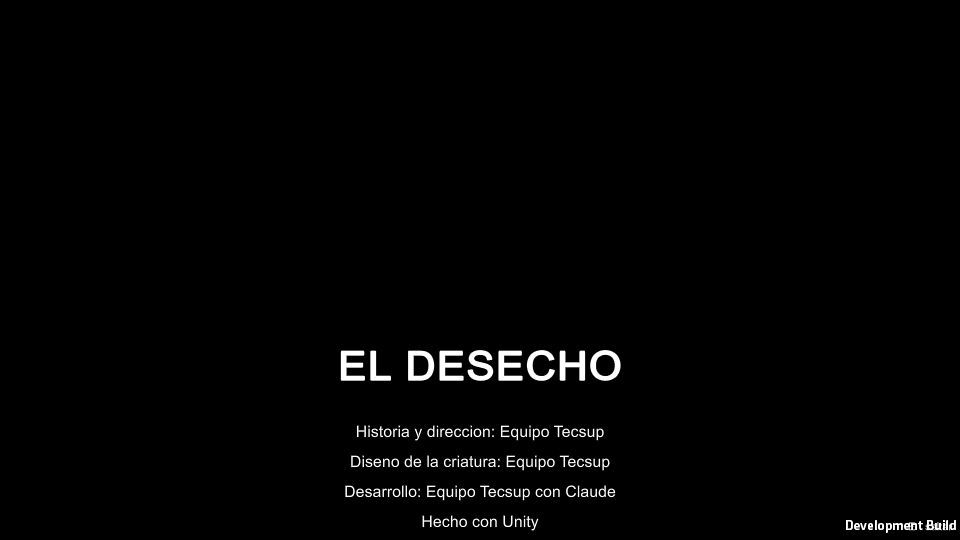 EL DESECHO
Historia y direccion: Equipo Tecsup
Diseno de la criatura: Equipo Tecsup
Desarrollo: Equipo Tecsup con Claude
Hecho con Unity
Development Build